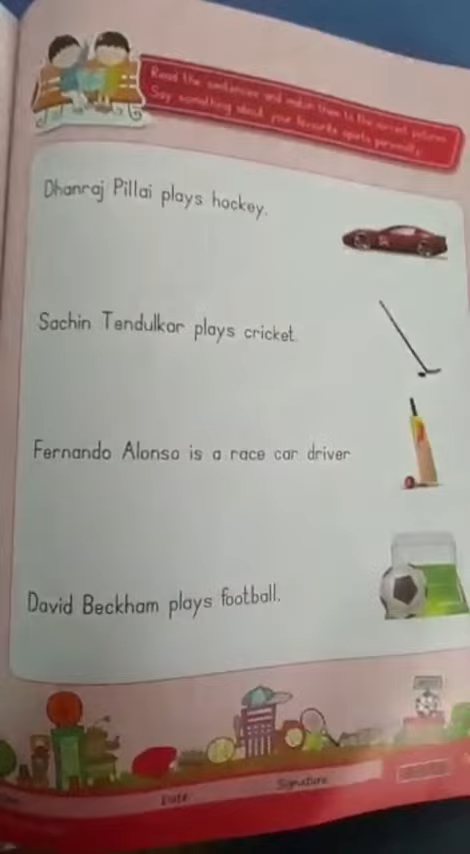 Read the sentences and match them to the correct pictures.
Say something about your favourite sports personality.
Dhanraj Pillai plays hockey.
Sachin Tendulkar plays cricket.
Fernando Alonso is a race car driver
David Beckham plays football.
Date
Signature